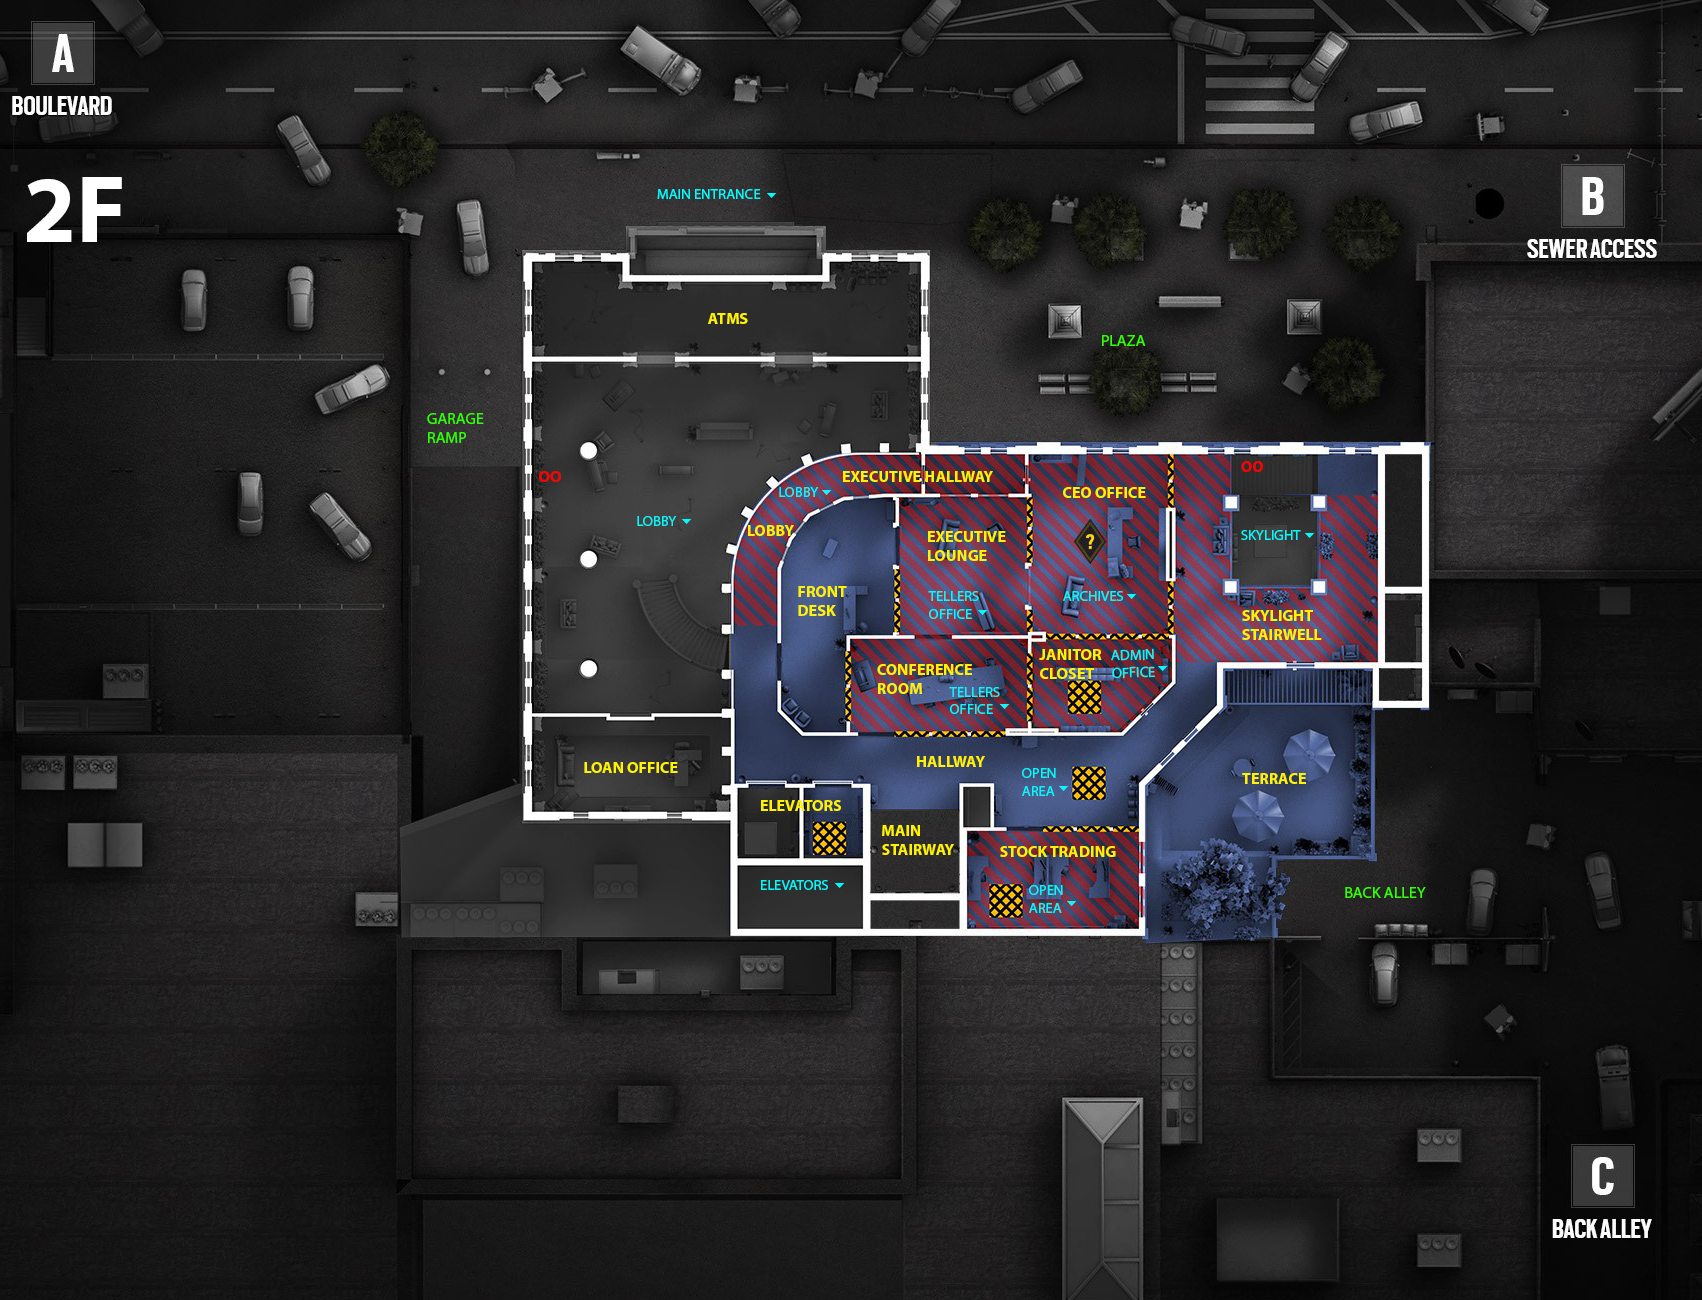 A
BOULEVARD
2F
MAIN ENTRANCE
B
SEWER ACCESS
ATMS
PLAZA
GARAGE
RAMP
OO
EXECUTIVE HALLWAY
LOBBY
LOBBY
LOBBY
CEO OFFICE
OO
SKYLIGHT
EXECUTIVE
LOUNGE
?
FRONT
DESK
TELLERS
OFFICE
ARCHIVES
SKYLIGHT
STAIRWELL
CONFERENCE
ROOM
TELLERS
OFFICE
JANITOR
CLOSET
ADMIN
OFFICE
LOAN OFFICE
HALLWAY
OPEN
AREA
TERRACE
ELEVATORS
MAIN
STAIRWAY
STOCK TRADING
ELEVATORS
OPEN
AREA
BACK ALLEY
C
BACK ALLEY